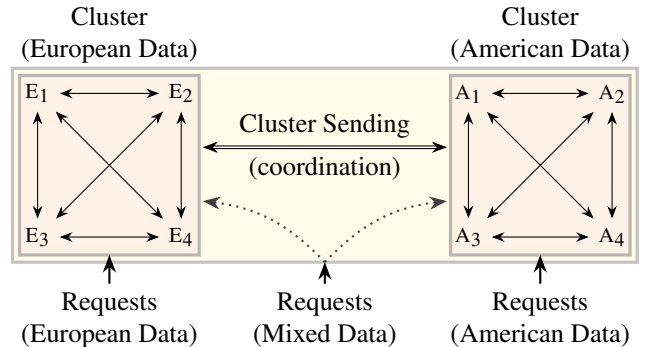 Cluster
(European Data)
Cluster
(American Data)
E1
E2
E3
E4
Cluster Sending
(coordination)
A1
A2
A3
A4
Requests
(European Data)
Requests
(Mixed Data)
Requests
(American Data)